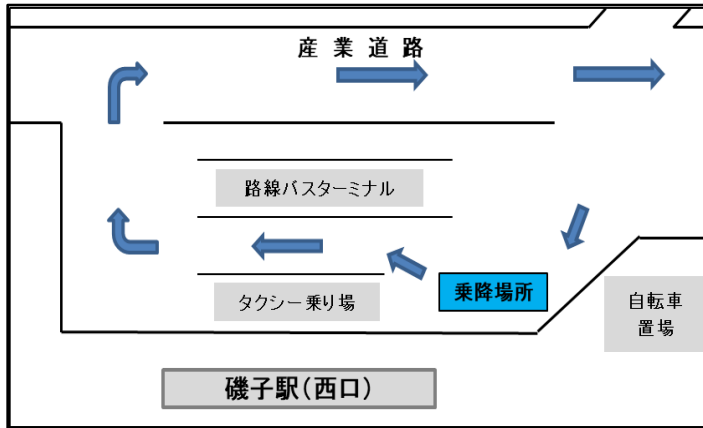 産業道路
路線バスターミナル
乗降場所
タクシー乗り場
自転車
置場
磯子駅(西口)